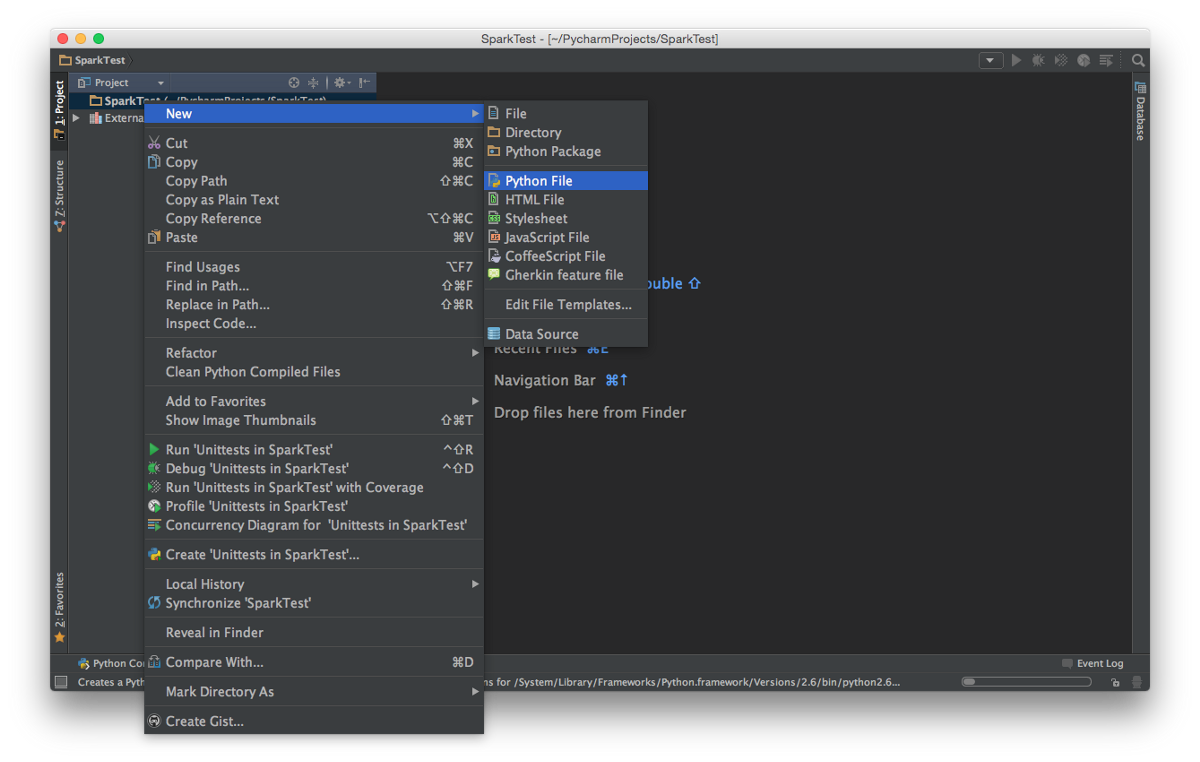 SparkTest - [~/PycharmProjects/SparkTest]
SparkTest
Project
SparkTest (~/PycharmProjects/SparkTest)
Externa
1: Project
7: Structure
2: Favorites
Database
New
Cut ⌘X
Copy ⌘C
Copy Path ⇧⌘C
Copy as Plain Text
Copy Reference ⌥⇧⌘C
Paste ⌘V
Find Usages ⌥F7
Find in Path... ⇧⌘F
Replace in Path... ⇧⌘R
Inspect Code...
Refactor
Clean Python Compiled Files
Add to Favorites
Show Image Thumbnails ⇧⌘T
Run 'Unittests in SparkTest' ^⇧R
Debug 'Unittests in SparkTest' ^⇧D
Run 'Unittests in SparkTest' with Coverage
Profile 'Unittests in SparkTest'
Concurrency Diagram for 'Unittests in SparkTest'
Create 'Unittests in SparkTest'...
Local History
Synchronize 'SparkTest'
Reveal in Finder
Compare With... ⌘D
Mark Directory As
Create Gist...
File
Directory
Python Package
Python File
HTML File
Stylesheet
JavaScript File
CoffeeScript File
Gherkin feature file
Edit File Templates...
Data Source
ouble ⇧
Recent Files ⌘E
Navigation Bar ⌘↑
Drop files here from Finder
Python Co
Event Log
Creates a Pyth
ns for /System/Library/Frameworks/Python.framework/Versions/2.6/bin/python2.6...